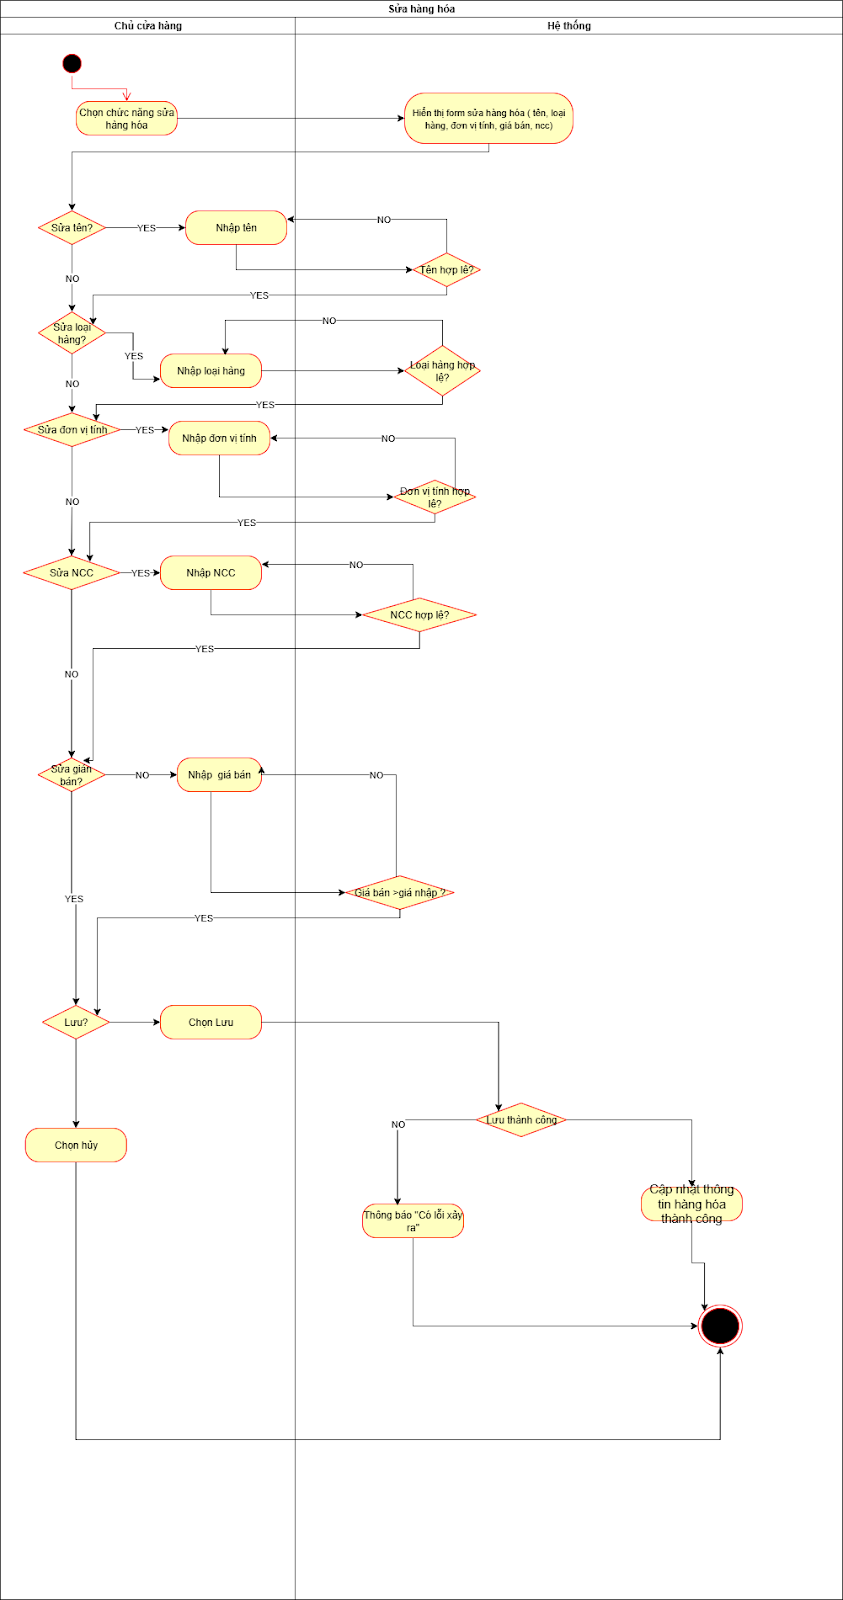 Sửa hàng hóa
Chủ cửa hàng
Hệ thống
Chọn chức năng sửa
hàng hóa
Hiển thị form sửa hàng hóa ( tên, loại
hàng, đơn vị tính, giá bán, ncc)
Sửa tên?
YES
Nhập tên
NO
Tên hợp lê?
NO
YES
Sửa loại
hàng?
NO
YES
Nhập loại hàng
Loại hàng hợp
lệ?
NO
YES
Sửa đơn vị tính
YES
Nhập đơn vị tính
NO
Đơn vị tính hợp
lệ?
NO
YES
Sửa NCC
YES
Nhập NCC
NO
NCC hợp lệ?
YES
NO
Sửa gián
bán?
NO
Nhập  giá bán
NO
Giá bán >giá nhập ?
YES
YES
Lưu?
Chọn Lưu
Lưu thành công
NO
Chọn hủy
Thông báo "Có lỗi xảy
ra"
Cập nhật thông
tin hàng hóa
thành công